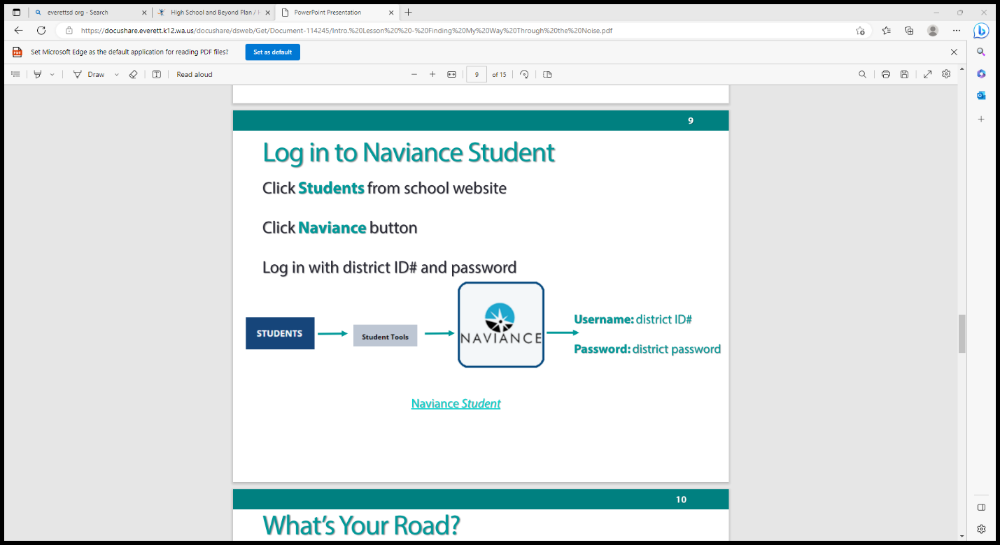 everettsd org - Search
High School and Beyond Plan / H
PowerPoint Presentation
https://docushare.everett.k12.wa.us/docushare/dsweb/Get/Document-114245/Intro.%20Lesson%20%20-%20Finding%20My%20Way%20Through%20the%20Noise.pdf
PDF
Set Microsoft Edge as the default application for reading PDF files?
Set as default
Draw
Read aloud
9
of 15
9
Log in to Naviance Student
Click Students from school website
Click Naviance button
Log in with district ID# and password
STUDENTS
Student Tools
NAVIANCE
Username: district ID#
Password: district password
Naviance Student
10
What's Your Road?